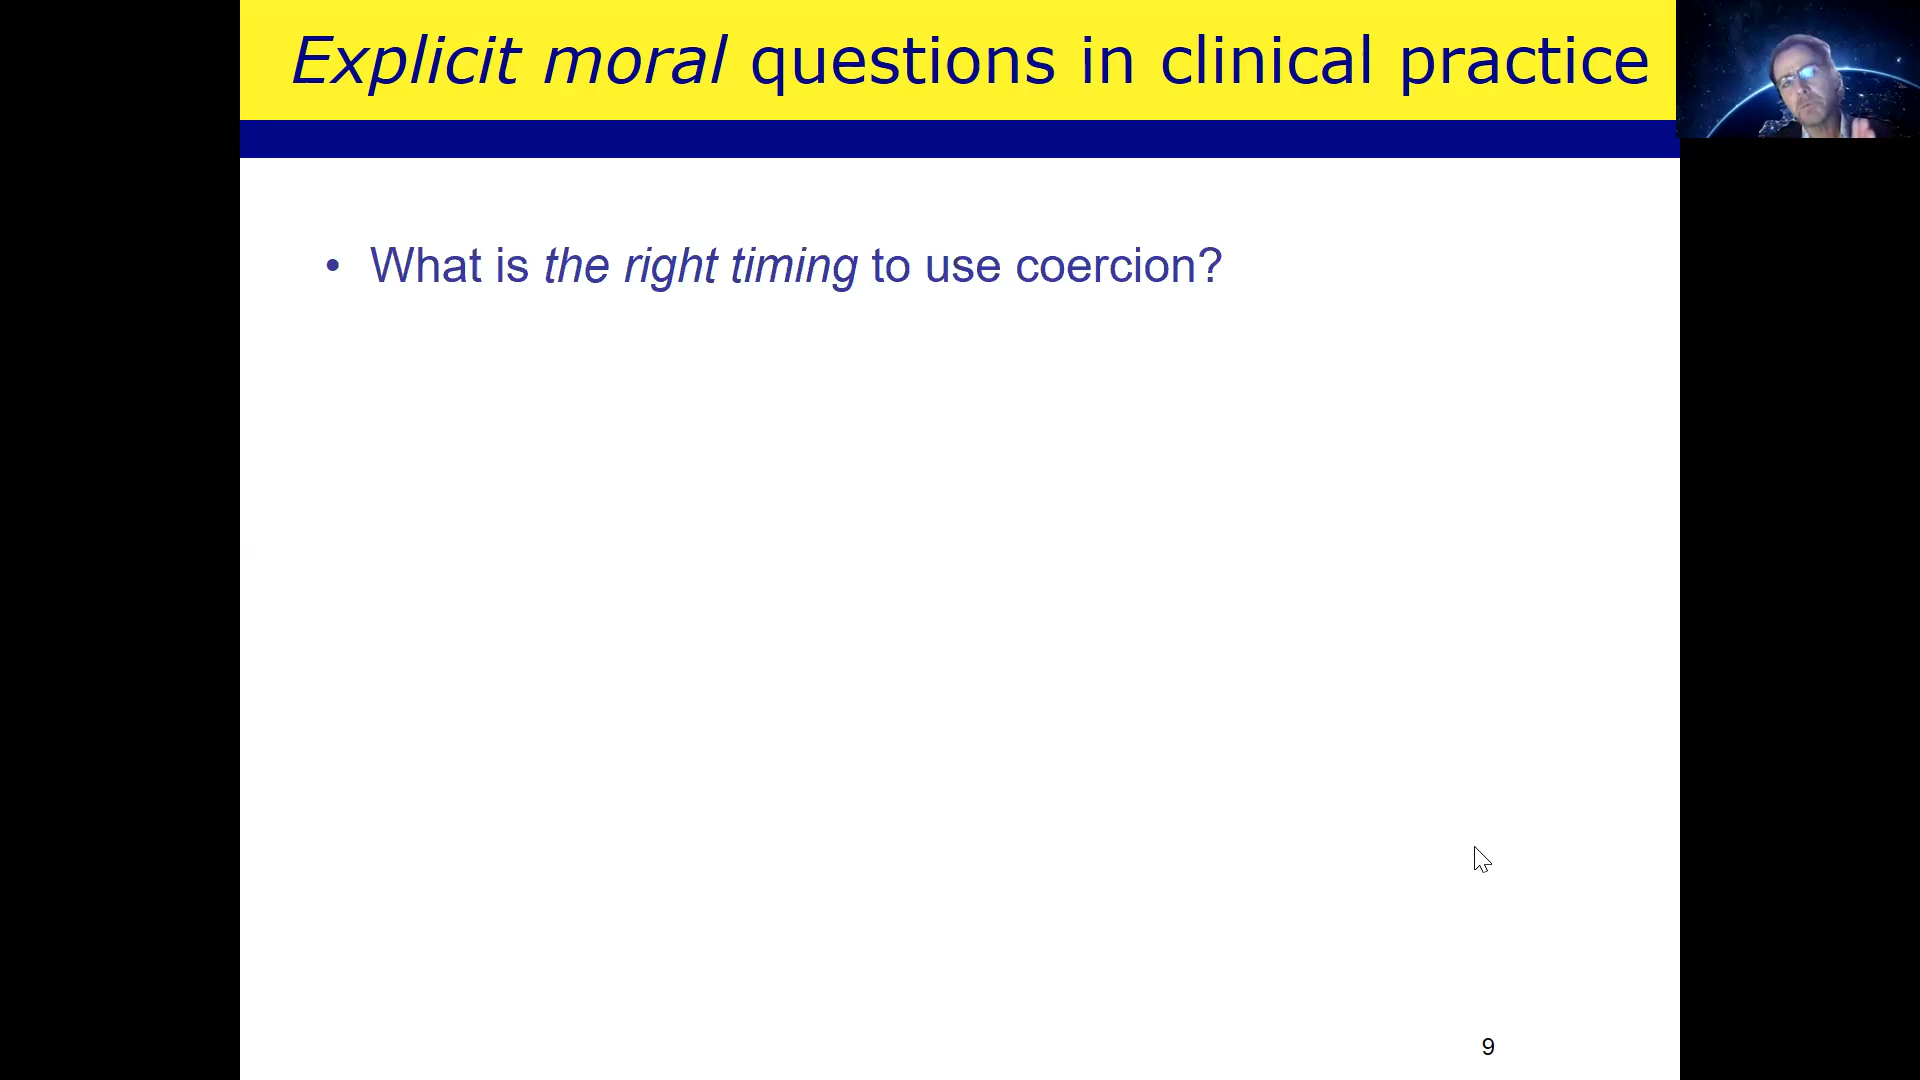 Explicit moral questions in clinical practice
• What is the right timing to use coercion?
9